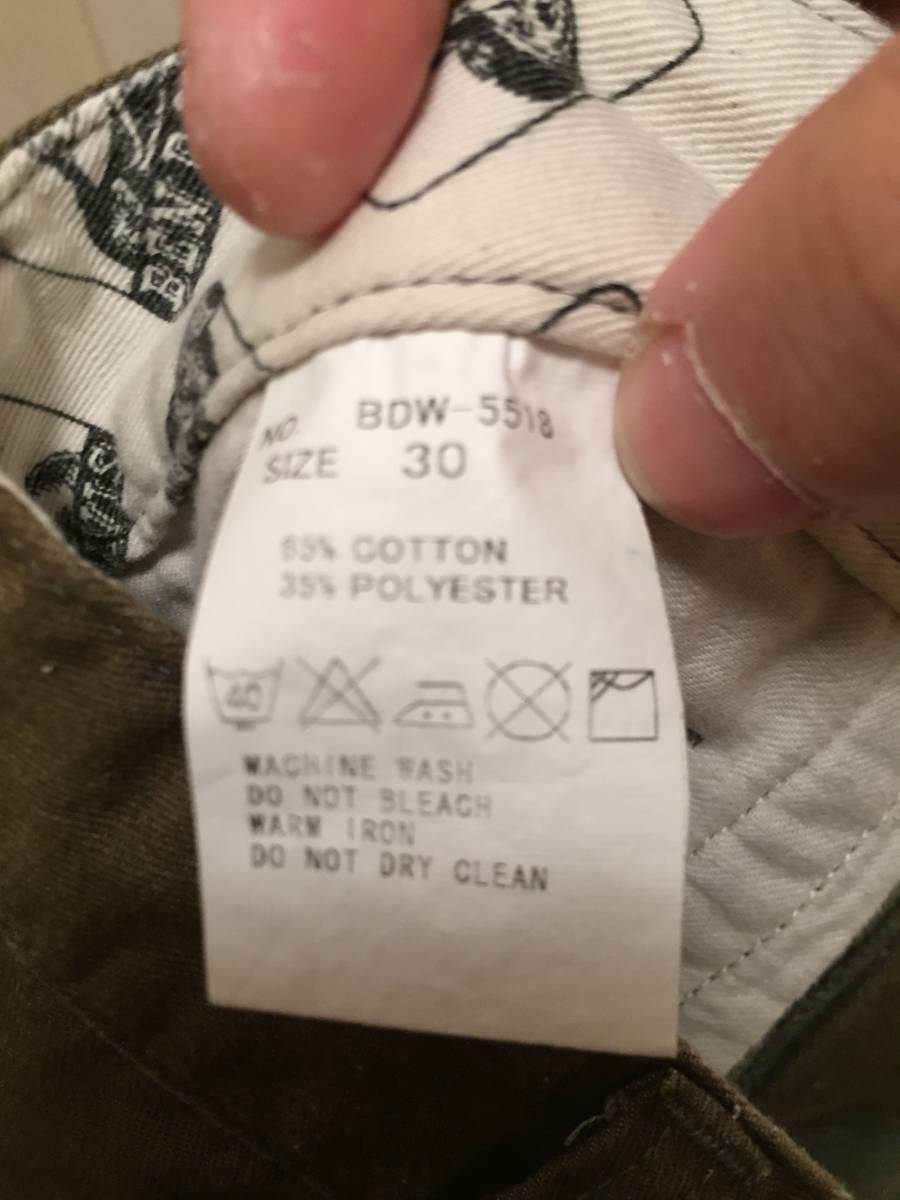 BEN
NO. BDW-5518
SIZE 30
65% COTTON
35% POLYESTER
40
MACHINE WASH
DO NOT BLEACH
WARM IRON
DO NOT DRY CLEAN